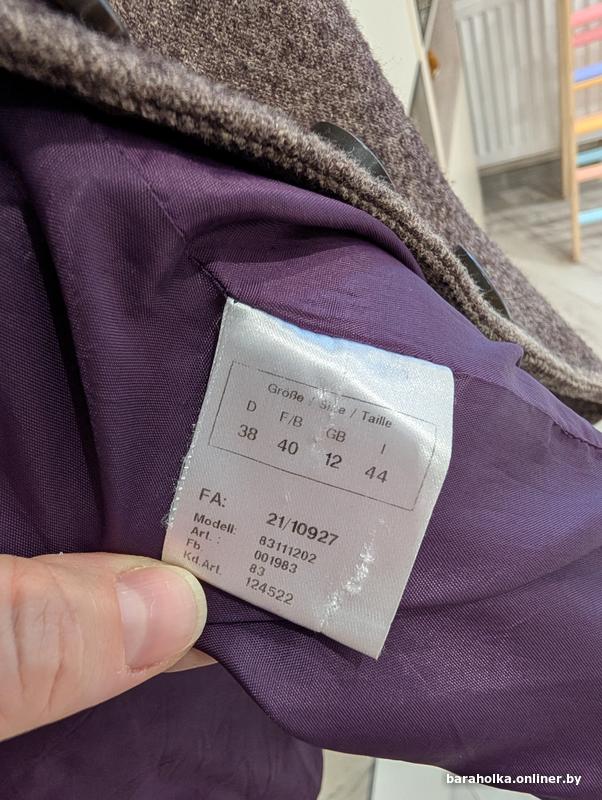 Größe / Size / Taille
D F/B GB I
38 40 12 44
FA: 21/10927
Modell: 83111202
Art.: 001983
Fb. 83
Kd.Art. 124522
baraholka.onliner.by